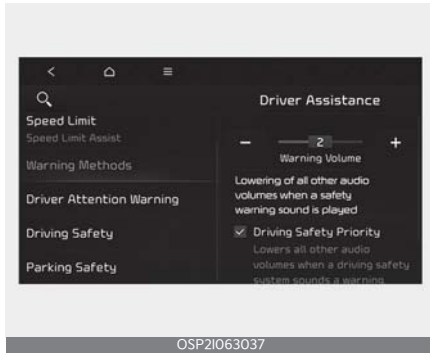 Driver Assistance
Speed Limit
Speed Limit Assist
Warning Methods
Driver Attention Warning
Driving Safety
Parking Safety
− 2 +
Warning Volume
Lowering of all other audio
volumes when a safety
warning sound is played
Driving Safety Priority
Lowers all other audio
volumes when a driving safety
system sounds a warning.
OSP2I063037